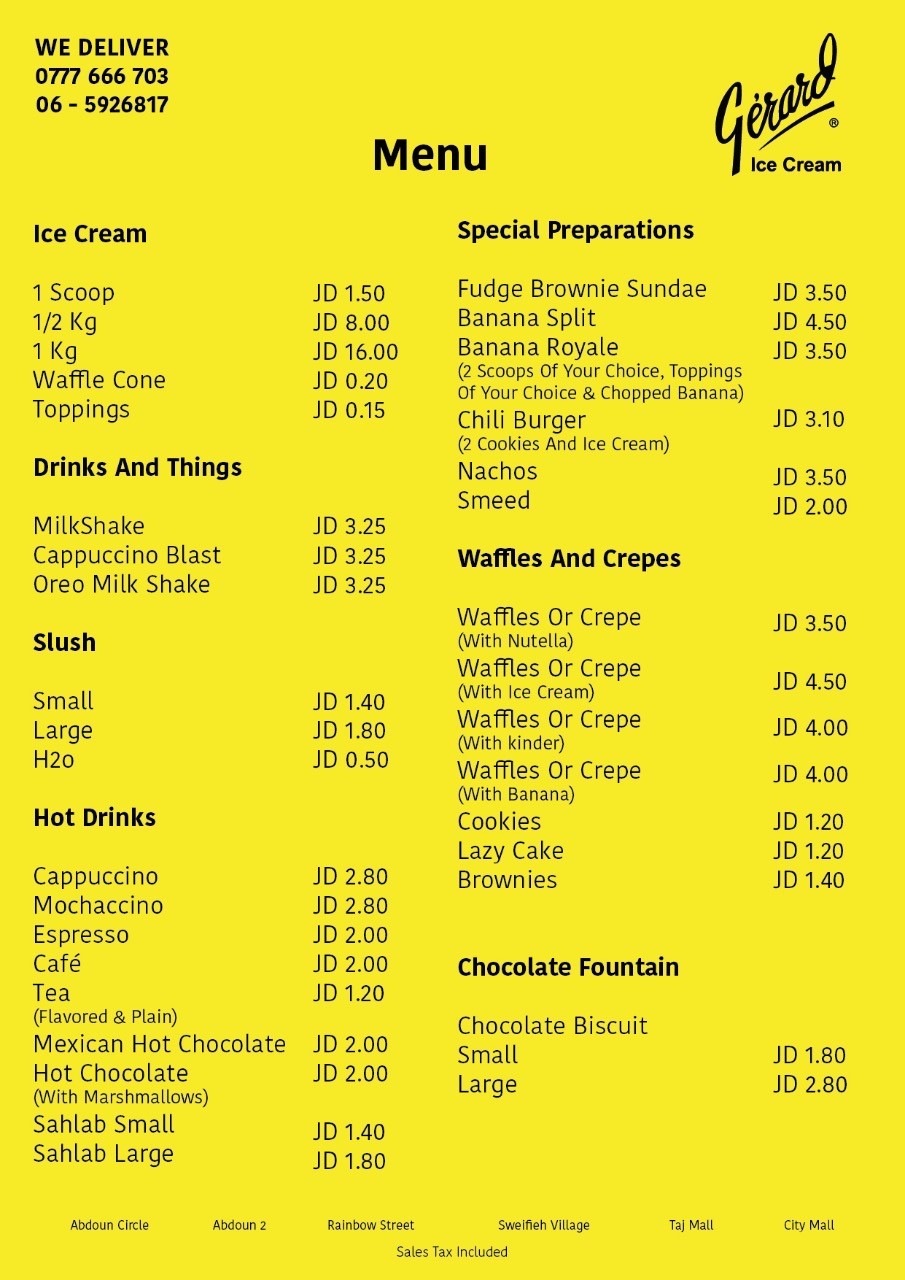 WE DELIVER
0777 666 703
06 - 5926817
Gérard ®
Ice Cream
Menu
Ice Cream
1 Scoop JD 1.50
1/2 Kg JD 8.00
1 Kg JD 16.00
Waffle Cone JD 0.20
Toppings JD 0.15
Drinks And Things
MilkShake JD 3.25
Cappuccino Blast JD 3.25
Oreo Milk Shake JD 3.25
Slush
Small JD 1.40
Large JD 1.80
H2o JD 0.50
Hot Drinks
Cappuccino JD 2.80
Mochaccino JD 2.80
Espresso JD 2.00
Café JD 2.00
Tea JD 1.20
(Flavored & Plain)
Mexican Hot Chocolate JD 2.00
Hot Chocolate JD 2.00
(With Marshmallows)
Sahlab Small JD 1.40
Sahlab Large JD 1.80
Special Preparations
Fudge Brownie Sundae JD 3.50
Banana Split JD 4.50
Banana Royale JD 3.50
(2 Scoops Of Your Choice, Toppings
Of Your Choice & Chopped Banana)
Chili Burger JD 3.10
(2 Cookies And Ice Cream)
Nachos JD 3.50
Smeed JD 2.00
Waffles And Crepes
Waffles Or Crepe JD 3.50
(With Nutella)
Waffles Or Crepe JD 4.50
(With Ice Cream)
Waffles Or Crepe JD 4.00
(With kinder)
Waffles Or Crepe JD 4.00
(With Banana)
Cookies JD 1.20
Lazy Cake JD 1.20
Brownies JD 1.40
Chocolate Fountain
Chocolate Biscuit
Small JD 1.80
Large JD 2.80
Abdoun Circle Abdoun 2 Rainbow Street Sweifieh Village Taj Mall City Mall
Sales Tax Included